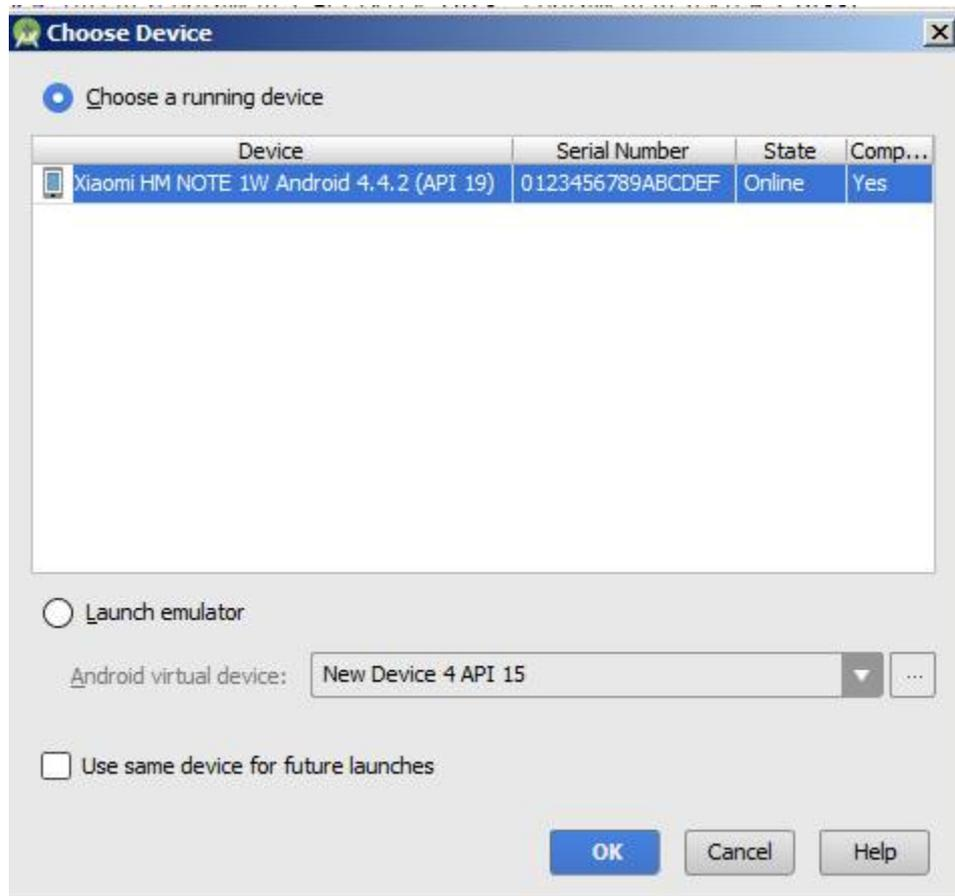 Choose Device
Choose a running device
Device Serial Number State Comp...
Xiaomi HM NOTE 1W Android 4.4.2 (API 19) 0123456789ABCDEF Online Yes
Launch emulator
Android virtual device: New Device 4 API 15 ...
Use same device for future launches
OK Cancel Help